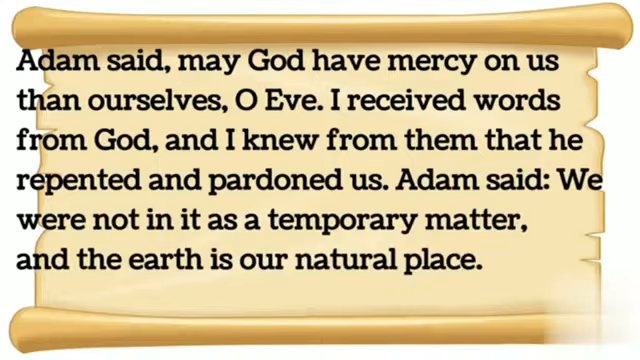 Adam said, may God have mercy on us
than ourselves, O Eve. I received words
from God, and I knew from them that he
repented and pardoned us. Adam said: We
were not in it as a temporary matter,
and the earth is our natural place.